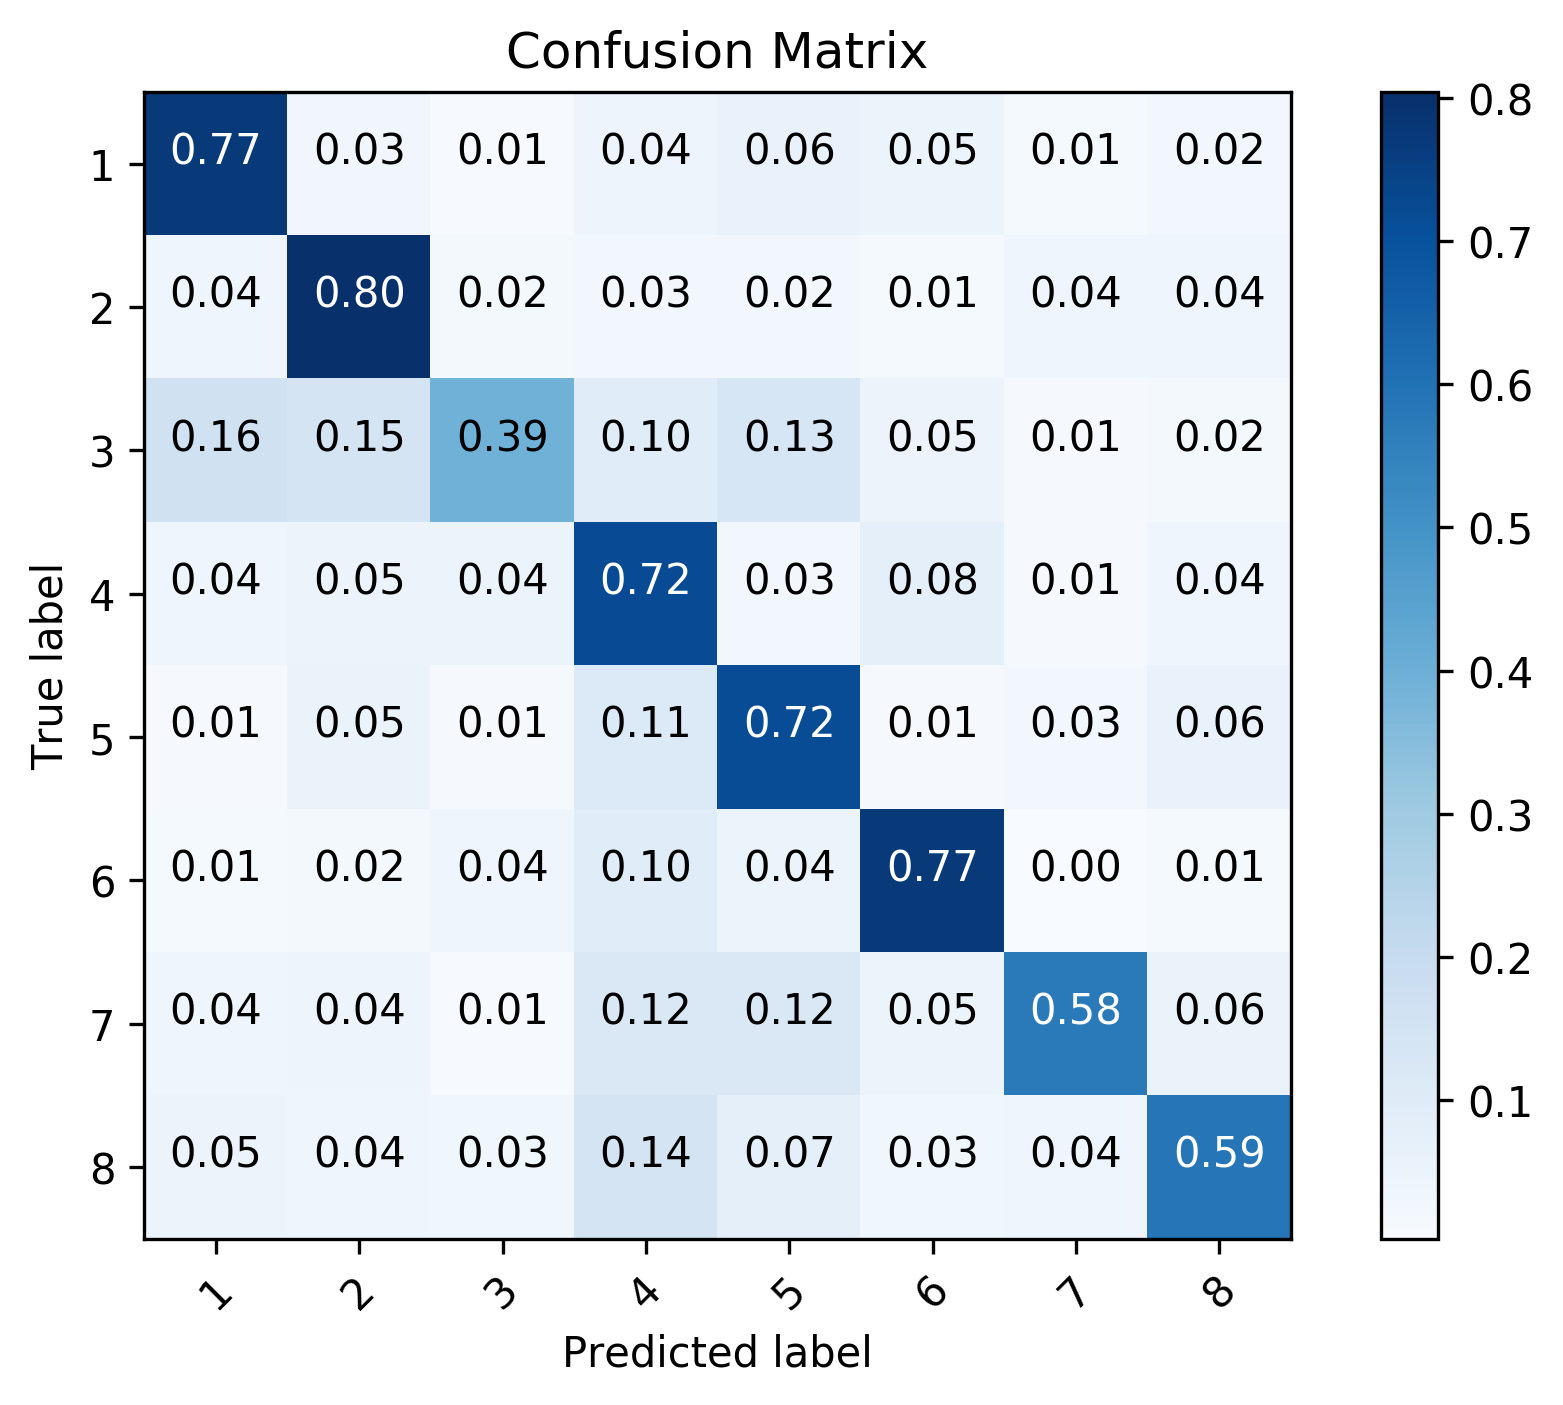 Confusion Matrix
True label
1 0.77 0.03 0.01 0.04 0.06 0.05 0.01 0.02
2 0.04 0.80 0.02 0.03 0.02 0.01 0.04 0.04
3 0.16 0.15 0.39 0.10 0.13 0.05 0.01 0.02
4 0.04 0.05 0.04 0.72 0.03 0.08 0.01 0.04
5 0.01 0.05 0.01 0.11 0.72 0.01 0.03 0.06
6 0.01 0.02 0.04 0.10 0.04 0.77 0.00 0.01
7 0.04 0.04 0.01 0.12 0.12 0.05 0.58 0.06
8 0.05 0.04 0.03 0.14 0.07 0.03 0.04 0.59
1 2 3 4 5 6 7 8
Predicted label
0.8
0.7
0.6
0.5
0.4
0.3
0.2
0.1